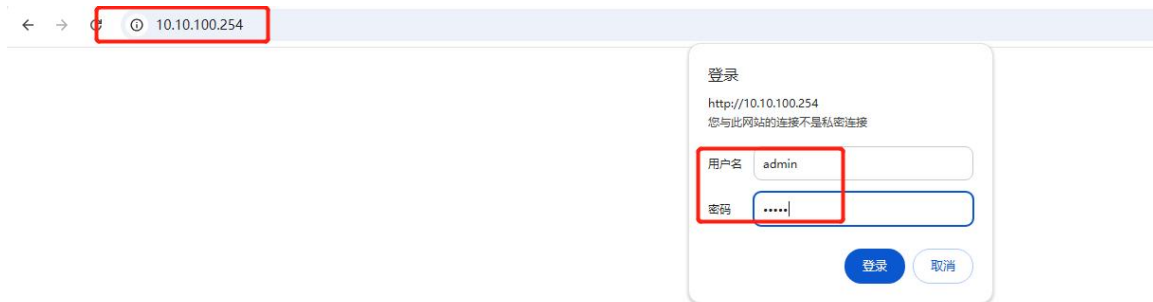 10.10.100.254
登录
http://10.10.100.254
您与此网站的连接不是私密连接
用户名 admin
密码 •••••
登录 取消